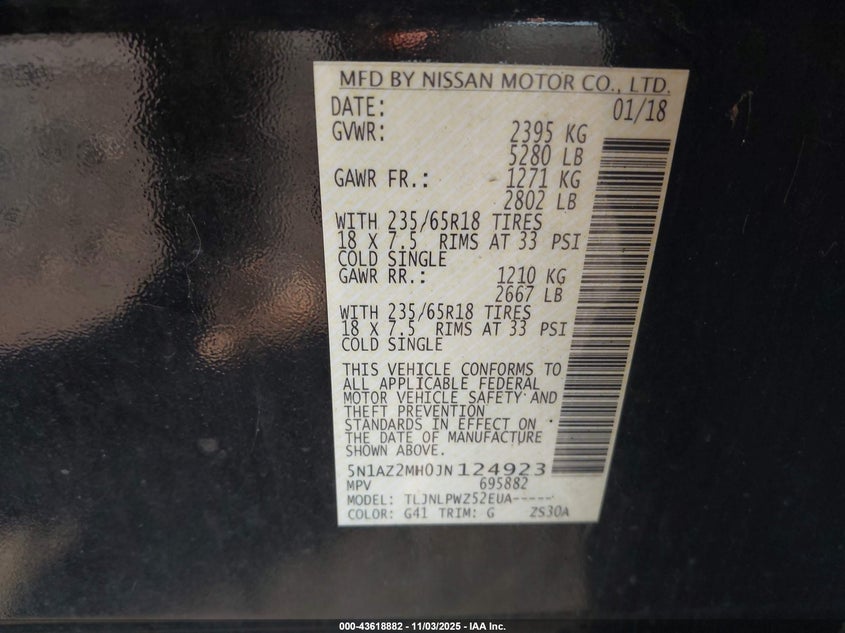 MFD BY NISSAN MOTOR CO., LTD.
DATE: 01/18
GVWR: 2395 KG
5280 LB
GAWR FR.: 1271 KG
2802 LB
WITH 235/65R18 TIRES
18 X 7.5 RIMS AT 33 PSI
COLD SINGLE
GAWR RR.: 1210 KG
2667 LB
WITH 235/65R18 TIRES
18 X 7.5 RIMS AT 33 PSI
COLD SINGLE
THIS VEHICLE CONFORMS TO
ALL APPLICABLE FEDERAL
MOTOR VEHICLE SAFETY AND
THEFT PREVENTION
STANDARDS IN EFFECT ON
THE DATE OF MANUFACTURE
SHOWN ABOVE.
5N1AZ2MH0JN124923
MPV 695882
MODEL: TLJNLPWZ52EUA-----
COLOR: G41 TRIM: G ZS30A
000-43618882 - 11/03/2025 - IAA Inc.